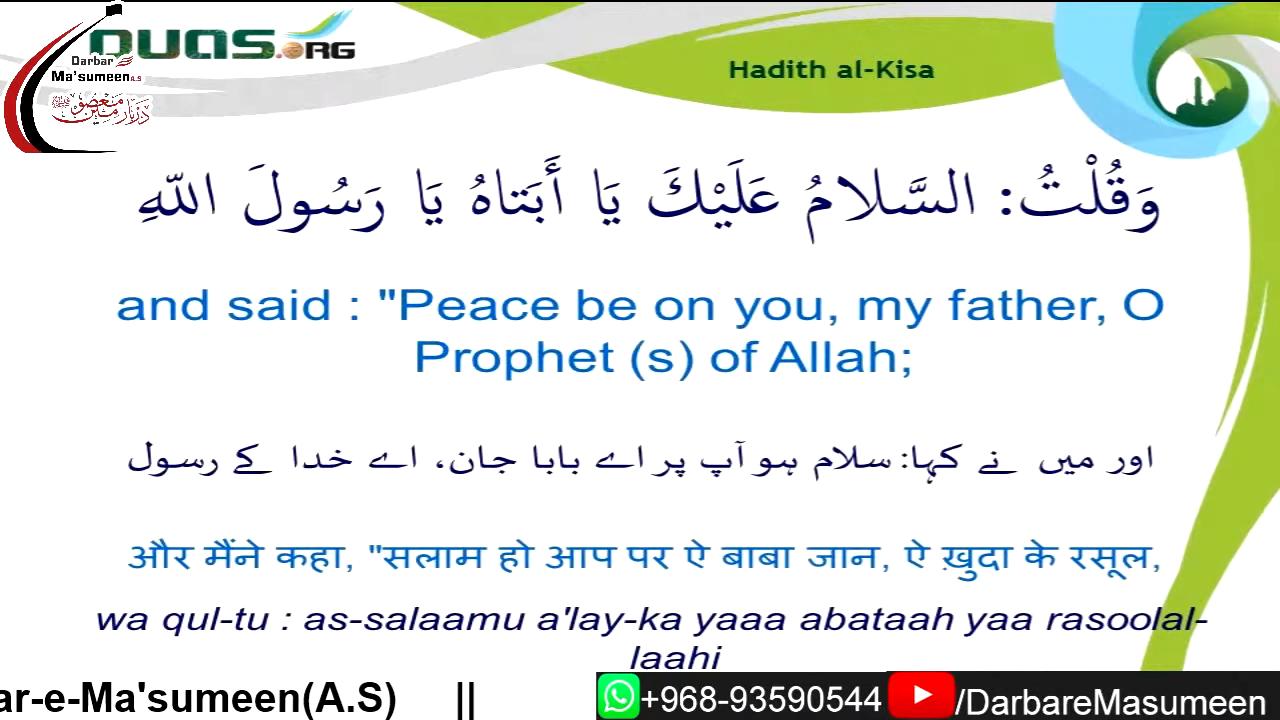 DUAS.ORG
Darbar
Ma'sumeen A.S
دربار معصومین
Hadith al-Kisa
وَقُلْتُ: السَّلامُ عَلَيْكَ يَا أَبَتاهُ يَا رَسُولَ اللّهِ
and said : "Peace be on you, my father, O
Prophet (s) of Allah;
اور میں نے کہا: سلام ہو آپ پر اے بابا جان، اے خدا کے رسول
और मैंने कहा, "सलाम हो आप पर ऐ बाबा जान, ऐ ख़ुदा के रसूल,
wa qul-tu : as-salaamu a'lay-ka yaaa abataah yaa rasoolal-
laahi
ar-e-Ma'sumeen(A.S) || +968-93590544 /DarbareMasumeen